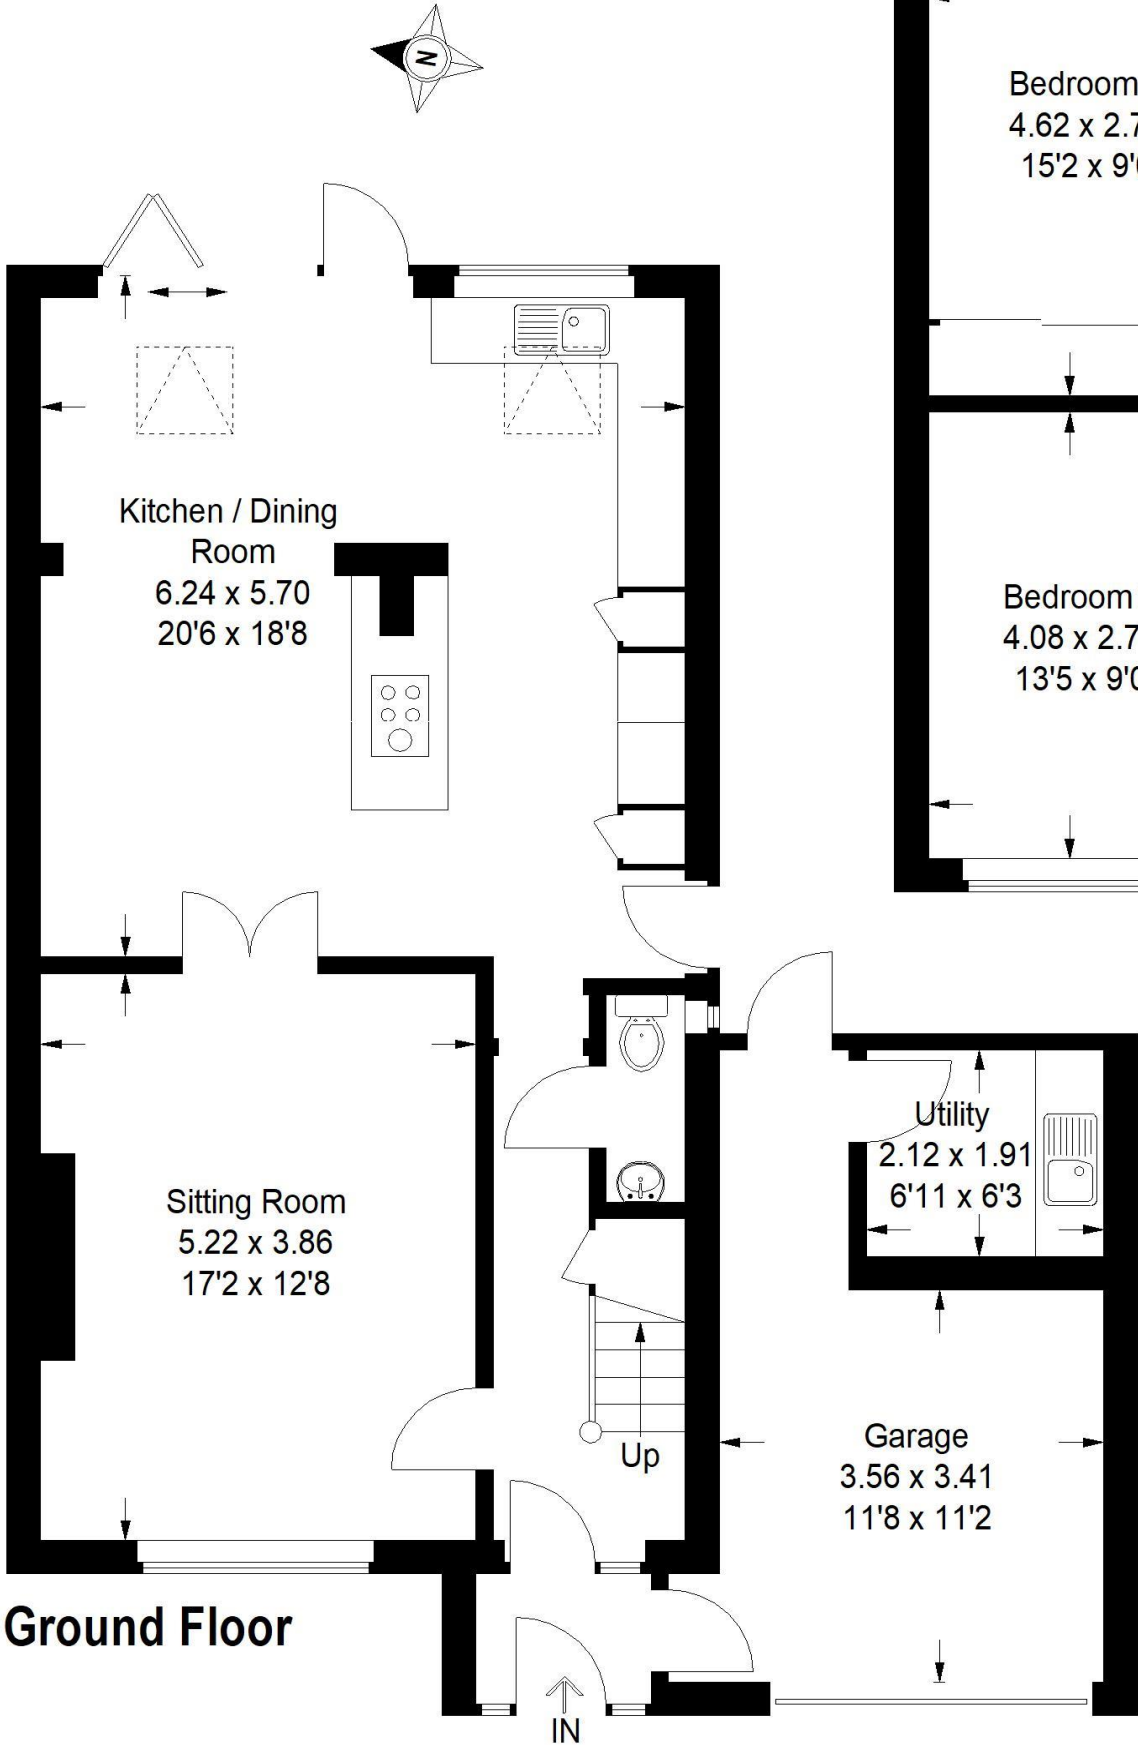 N
Bedroom
4.62 x 2.7
15'2 x 9'
Kitchen / Dining
Room
6.24 x 5.70
20'6 x 18'8
Bedroom
4.08 x 2.7
13'5 x 9'0
Utility
2.12 x 1.91
6'11 x 6'3
Sitting Room
5.22 x 3.86
17'2 x 12'8
Garage
3.56 x 3.41
11'8 x 11'2
Up
Ground Floor
IN